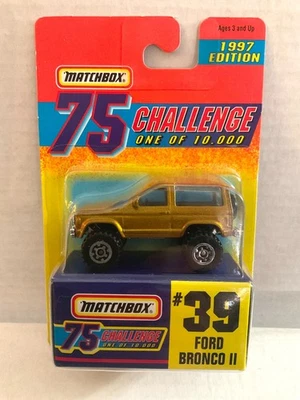 Ages 3 and Up
1997
EDITION
MATCHBOX
75 CHALLENGE
ONE OF 10,000
MATCHBOX
75 CHALLENGE
ONE OF 10,000
#39
FORD
BRONCO II